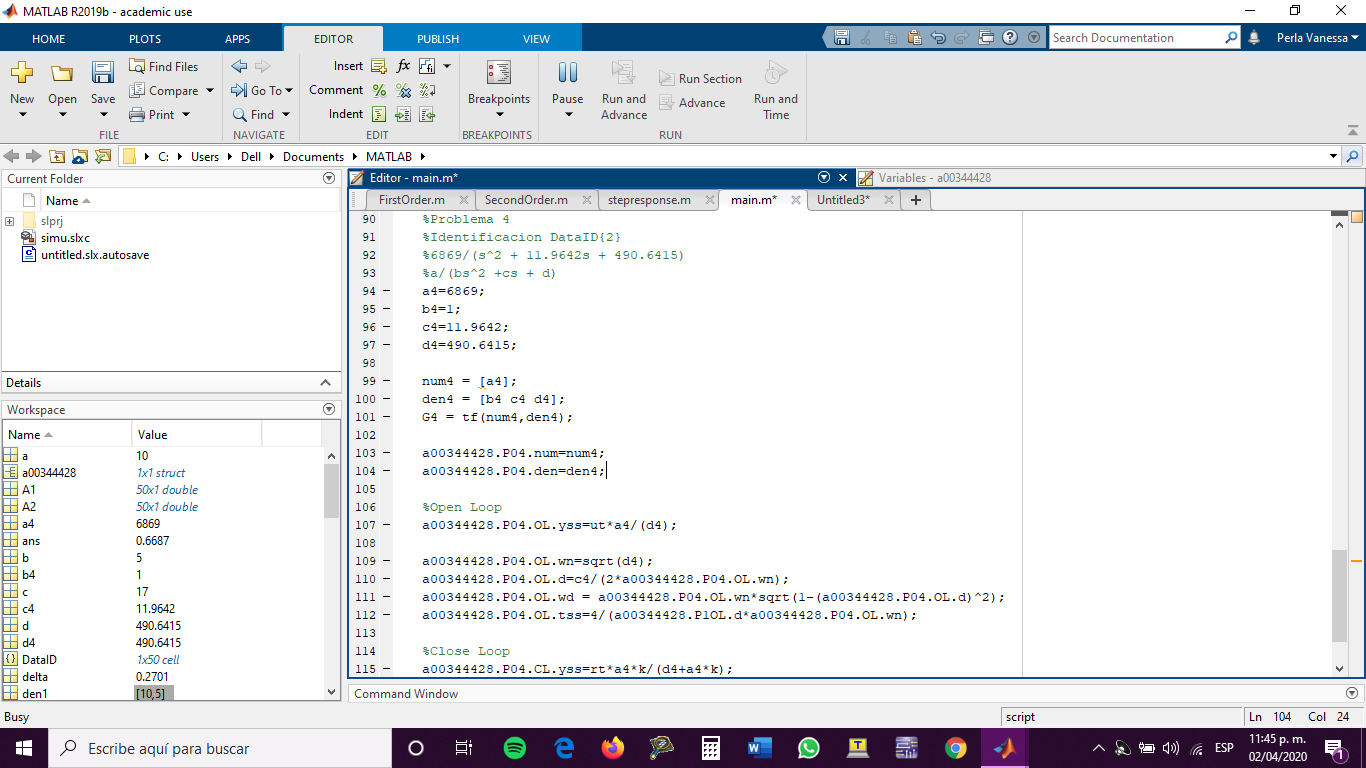 MATLAB R2019b - academic use
HOME PLOTS APPS EDITOR PUBLISH VIEW Search Documentation Perla Vanessa
New Open Save Find Files Compare Print Go To Find Insert fx Comment Indent Breakpoints Pause Run and Advance Run Section Advance Run and Time
FILE NAVIGATE EDIT BREAKPOINTS RUN
C: Users Dell Documents MATLAB
Current Folder
Name
slprj
simu.slxc
untitled.slx.autosave
Details
Workspace
Name Value
a 10
a00344428 1x1 struct
A1 50x1 double
A2 50x1 double
a4 6869
ans 0.6687
b 5
b4 1
c 17
c4 11.9642
d 490.6415
d4 490.6415
DataID 1x50 cell
delta 0.2701
den1 [10,5]
Editor - main.m* Variables - a00344428
FirstOrder.m SecondOrder.m stepresponse.m main.m* Untitled3*
90 %Problema 4
91 %Identificacion DataID{2}
92 %6869/(s^2 + 11.9642s + 490.6415)
93 %a/(bs^2 +cs + d)
94 a4=6869;
95 b4=1;
96 c4=11.9642;
97 d4=490.6415;
98
99 num4 = [a4];
100 den4 = [b4 c4 d4];
101 G4 = tf(num4,den4);
102
103 a00344428.P04.num=num4;
104 a00344428.P04.den=den4;
105
106 %Open Loop
107 a00344428.P04.OL.yss=ut*a4/(d4);
108
109 a00344428.P04.OL.wn=sqrt(d4);
110 a00344428.P04.OL.d=c4/(2*a00344428.P04.OL.wn);
111 a00344428.P04.OL.wd = a00344428.P04.OL.wn*sqrt(1-(a00344428.P04.OL.d)^2);
112 a00344428.P04.OL.tss=4/(a00344428.P1OL.d*a00344428.P04.OL.wn);
113
114 %Close Loop
115 a00344428.P04.CL.yss=rt*a4*k/(d4+a4*k);
Command Window
Busy script Ln 104 Col 24
Escribe aquí para buscar ESP 11:45 p. m.
02/04/2020 1